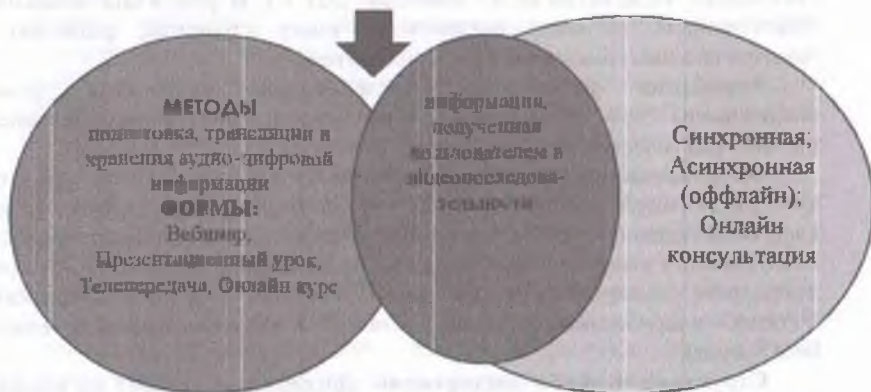 МЕТОДЫ
подготовка, трансляции и
хранения аудио-цифровой
информации
ФОРМЫ:
Вебинар,
Презентационный урок,
Телепередача, Онлайн курс
информация,
полученная
пользователем в
видеопоследова-
тельности
Синхронная;
Асинхронная
(оффлайн);
Онлайн
консультация